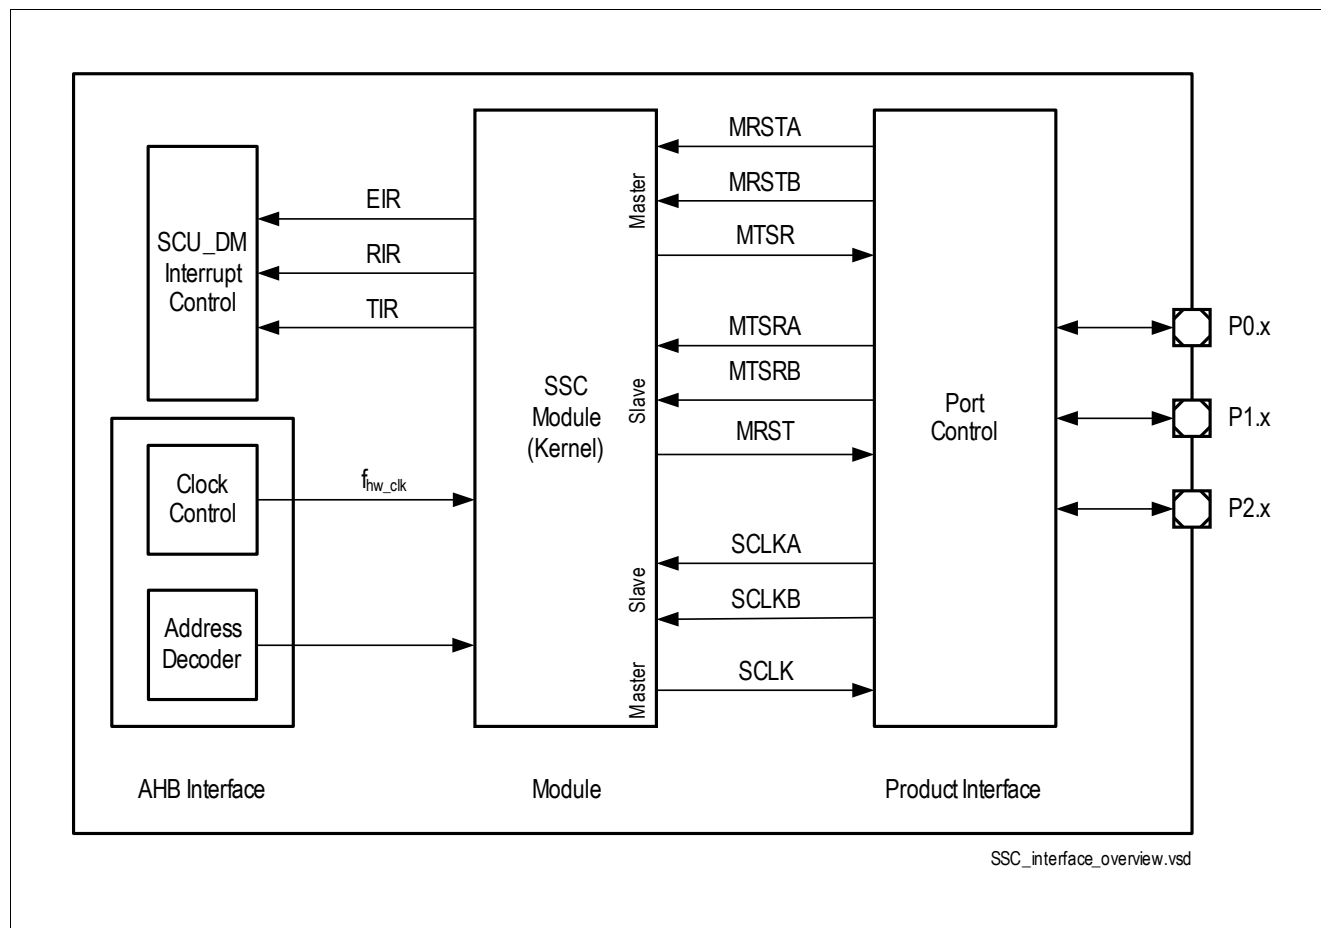 MRSTA
MRSTB
MTSR
Master
EIR
RIR
TIR
SCU_DM
Interrupt
Control
MTSRA
MTSRB
MRST
Slave
SSC
Module
(Kernel)
Port
Control
P0.x
P1.x
P2.x
Clock
Control
fhw_clk
SCLKA
SCLKB
Slave
Address
Decoder
SCLK
Master
AHB Interface
Module
Product Interface
SSC_interface_overview.vsd